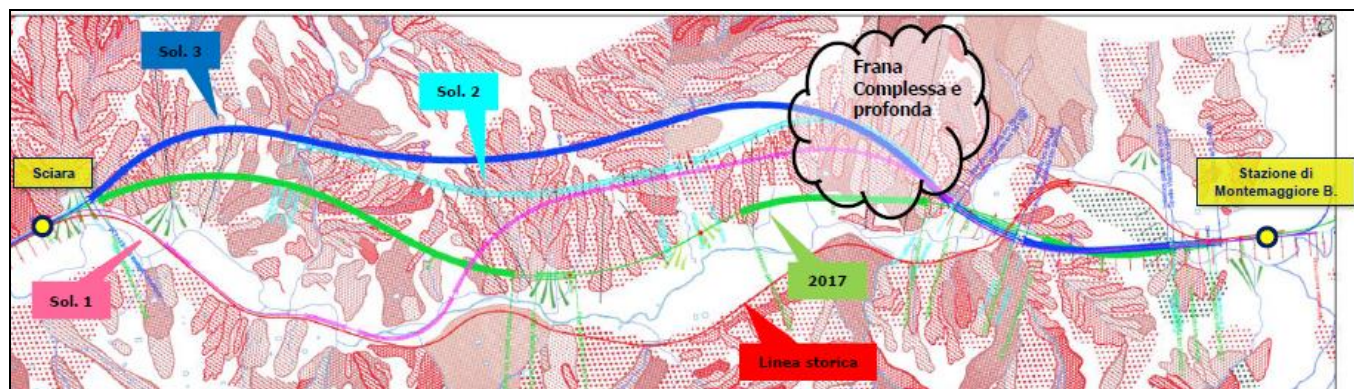 Sol. 3
Sol. 2
Frana
Complessa e
profonda
Sciara
Stazione di
Montemaggiore B.
Sol. 1
2017
Linea storica